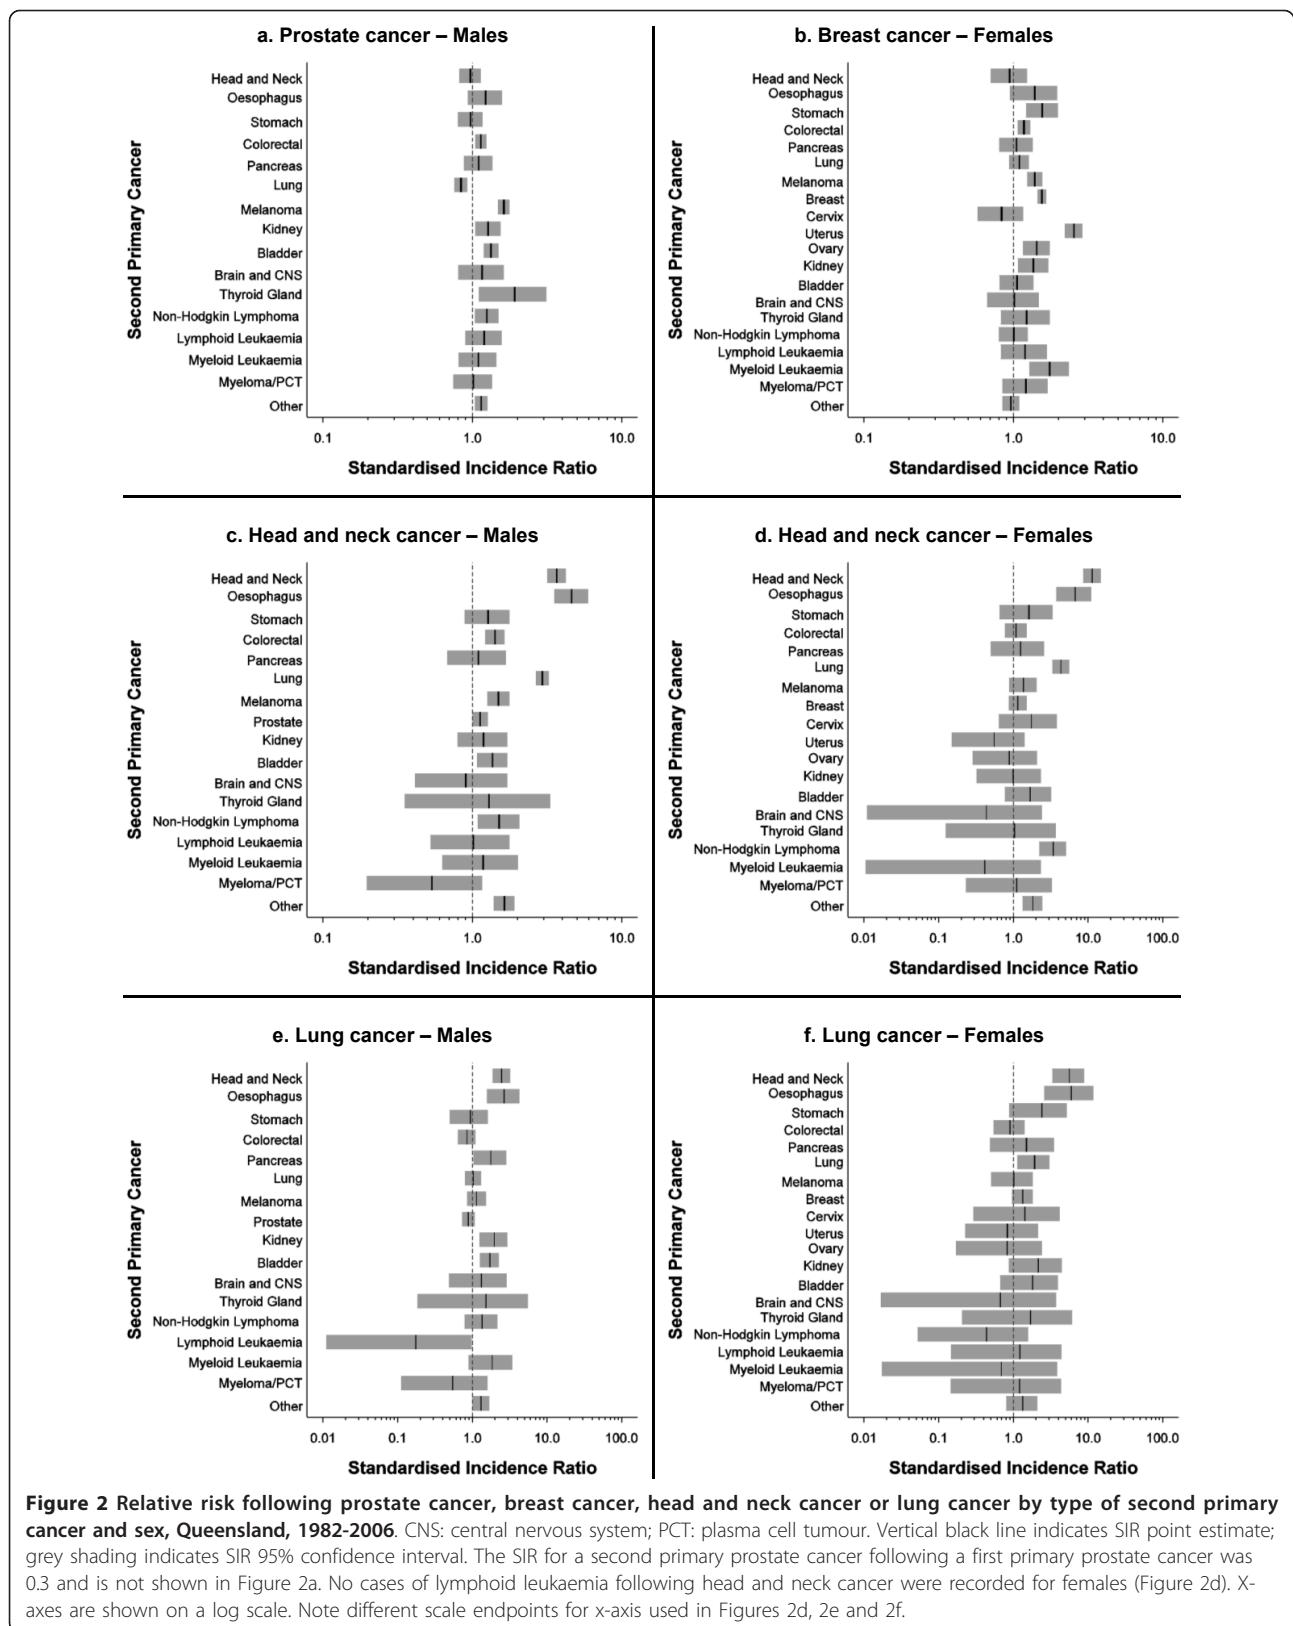 a. Prostate cancer – Males
Second Primary Cancer
Head and Neck
Oesophagus
Stomach
Colorectal
Pancreas
Lung
Melanoma
Kidney
Bladder
Brain and CNS
Thyroid Gland
Non-Hodgkin Lymphoma
Lymphoid Leukaemia
Myeloid Leukaemia
Myeloma/PCT
Other
0.1 1.0 10.0
Standardised Incidence Ratio
b. Breast cancer – Females
Second Primary Cancer
Head and Neck
Oesophagus
Stomach
Colorectal
Pancreas
Lung
Melanoma
Breast
Cervix
Uterus
Ovary
Kidney
Bladder
Brain and CNS
Thyroid Gland
Non-Hodgkin Lymphoma
Lymphoid Leukaemia
Myeloid Leukaemia
Myeloma/PCT
Other
0.1 1.0 10.0
Standardised Incidence Ratio
c. Head and neck cancer – Males
Second Primary Cancer
Head and Neck
Oesophagus
Stomach
Colorectal
Pancreas
Lung
Melanoma
Prostate
Kidney
Bladder
Brain and CNS
Thyroid Gland
Non-Hodgkin Lymphoma
Lymphoid Leukaemia
Myeloid Leukaemia
Myeloma/PCT
Other
0.1 1.0 10.0
Standardised Incidence Ratio
d. Head and neck cancer – Females
Second Primary Cancer
Head and Neck
Oesophagus
Stomach
Colorectal
Pancreas
Lung
Melanoma
Breast
Cervix
Uterus
Ovary
Kidney
Bladder
Brain and CNS
Thyroid Gland
Non-Hodgkin Lymphoma
Myeloid Leukaemia
Myeloma/PCT
Other
0.01 0.1 1.0 10.0 100.0
Standardised Incidence Ratio
e. Lung cancer – Males
Second Primary Cancer
Head and Neck
Oesophagus
Stomach
Colorectal
Pancreas
Lung
Melanoma
Prostate
Kidney
Bladder
Brain and CNS
Thyroid Gland
Non-Hodgkin Lymphoma
Lymphoid Leukaemia
Myeloid Leukaemia
Myeloma/PCT
Other
0.01 0.1 1.0 10.0 100.0
Standardised Incidence Ratio
f. Lung cancer – Females
Second Primary Cancer
Head and Neck
Oesophagus
Stomach
Colorectal
Pancreas
Lung
Melanoma
Breast
Cervix
Uterus
Ovary
Kidney
Bladder
Brain and CNS
Thyroid Gland
Non-Hodgkin Lymphoma
Lymphoid Leukaemia
Myeloid Leukaemia
Myeloma/PCT
Other
0.01 0.1 1.0 10.0 100.0
Standardised Incidence Ratio
Figure 2 Relative risk following prostate cancer, breast cancer, head and neck cancer or lung cancer by type of second primary
cancer and sex, Queensland, 1982-2006. CNS: central nervous system; PCT: plasma cell tumour. Vertical black line indicates SIR point estimate;
grey shading indicates SIR 95% confidence interval. The SIR for a second primary prostate cancer following a first primary prostate cancer was
0.3 and is not shown in Figure 2a. No cases of lymphoid leukaemia following head and neck cancer were recorded for females (Figure 2d). X-
axes are shown on a log scale. Note different scale endpoints for x-axis used in Figures 2d, 2e and 2f.